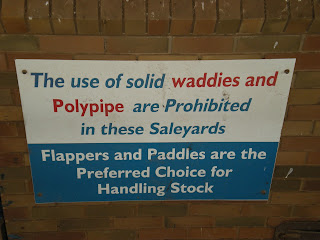 The use of solid waddies and
Polypipe are Prohibited
in these Saleyards
Flappers and Paddles are the
Preferred Choice for
Handling Stock